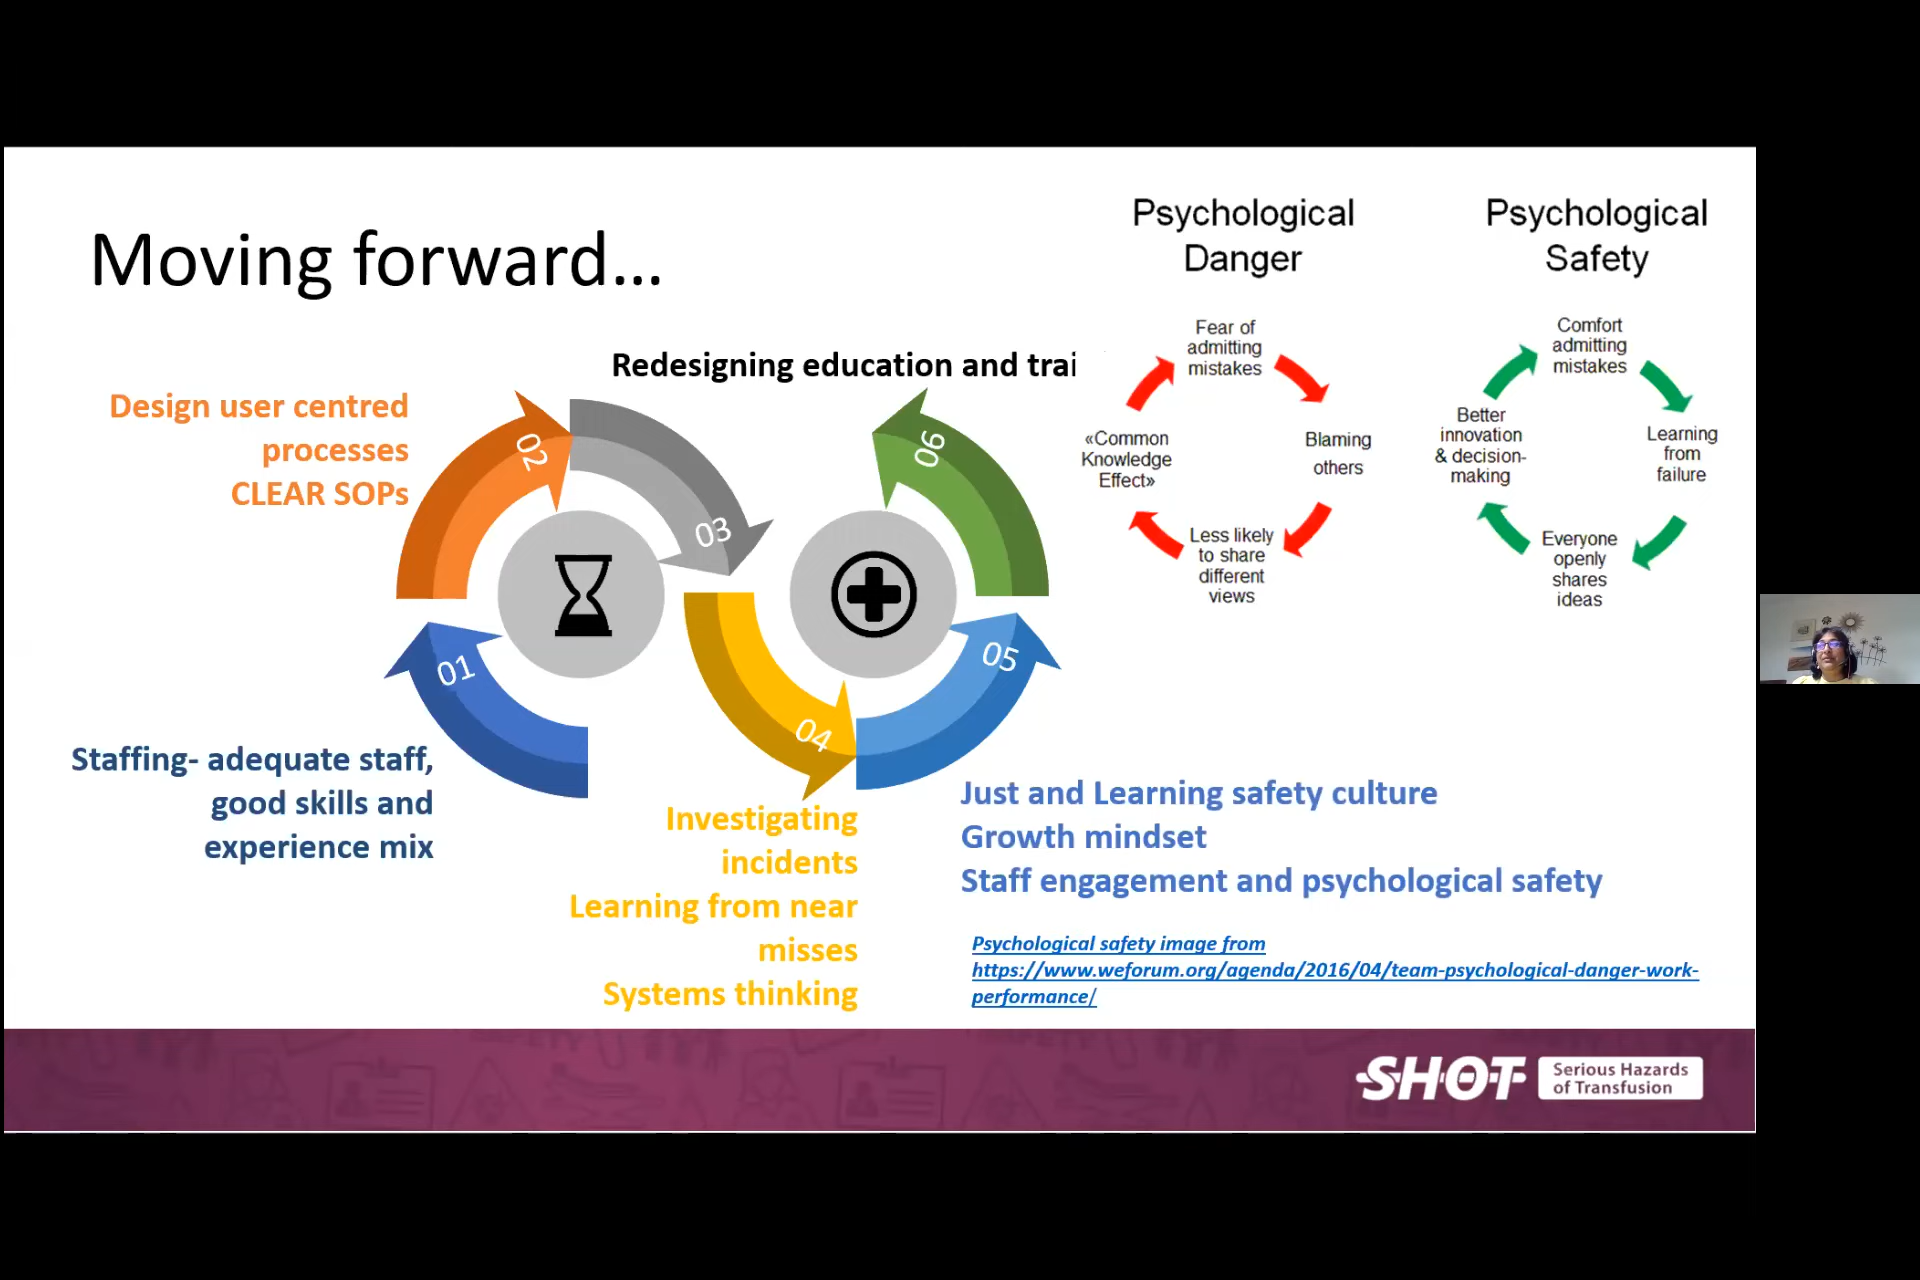 Moving forward...
Psychological
Danger
Psychological
Safety
Redesigning education and trai
Design user centred
processes
CLEAR SOPs
02
03
06
01
04
05
Staffing- adequate staff,
good skills and
experience mix
Investigating
incidents
Learning from near
misses
Systems thinking
Just and Learning safety culture
Growth mindset
Staff engagement and psychological safety
Fear of
admitting
mistakes
Blaming
others
Less likely
to share
different
views
«Common
Knowledge
Effect»
Comfort
admitting
mistakes
Learning
from
failure
Everyone
openly
shares
ideas
Better
innovation
& decision-
making
Psychological safety image from
https://www.weforum.org/agenda/2016/04/team-psychological-danger-work-
performance/
SHOT
Serious Hazards
of Transfusion